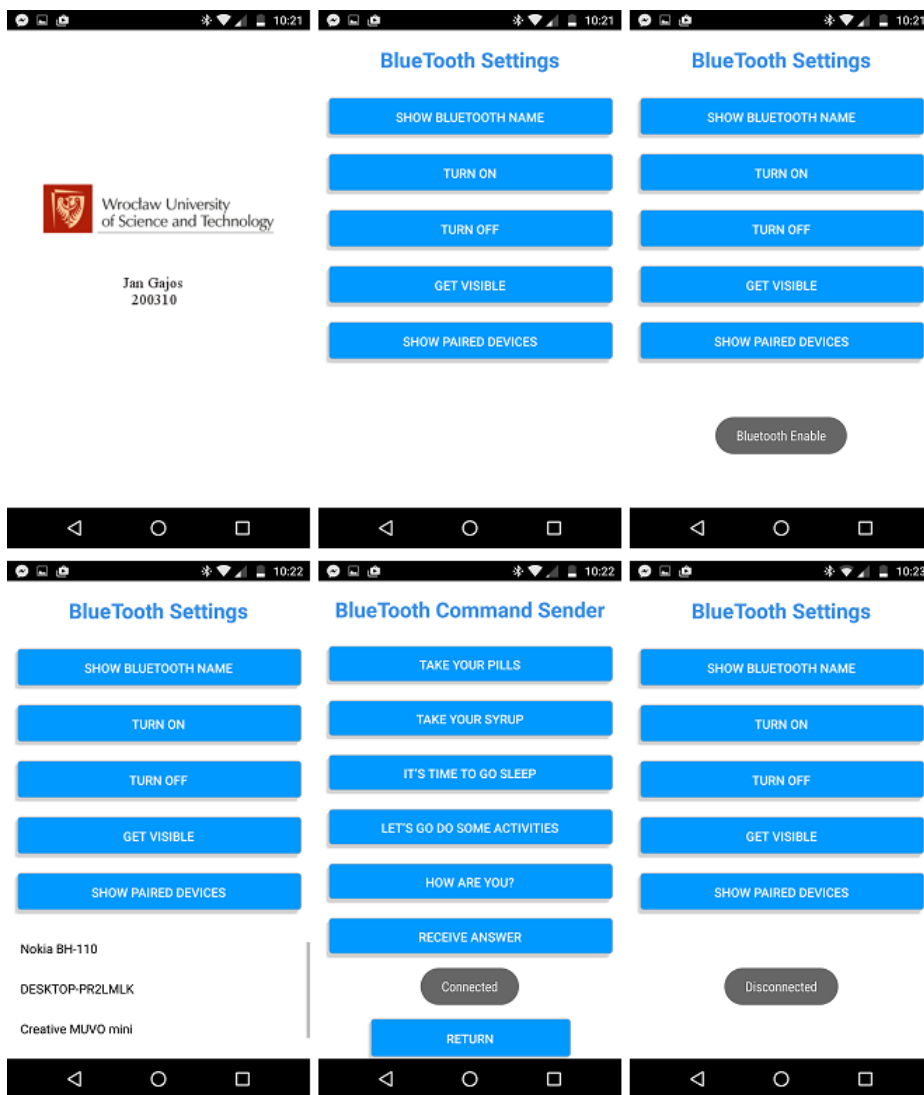 10:21
Wrocław University
of Science and Technology
Jan Gajos
200310
10:21
BlueTooth Settings
SHOW BLUETOOTH NAME
TURN ON
TURN OFF
GET VISIBLE
SHOW PAIRED DEVICES
10:21
BlueTooth Settings
SHOW BLUETOOTH NAME
TURN ON
TURN OFF
GET VISIBLE
SHOW PAIRED DEVICES
Bluetooth Enable
10:22
BlueTooth Settings
SHOW BLUETOOTH NAME
TURN ON
TURN OFF
GET VISIBLE
SHOW PAIRED DEVICES
Nokia BH-110
DESKTOP-PR2LMLK
Creative MUVO mini
10:22
BlueTooth Command Sender
TAKE YOUR PILLS
TAKE YOUR SYRUP
IT'S TIME TO GO SLEEP
LET'S GO DO SOME ACTIVITIES
HOW ARE YOU?
RECEIVE ANSWER
Connected
RETURN
10:23
BlueTooth Settings
SHOW BLUETOOTH NAME
TURN ON
TURN OFF
GET VISIBLE
SHOW PAIRED DEVICES
Disconnected